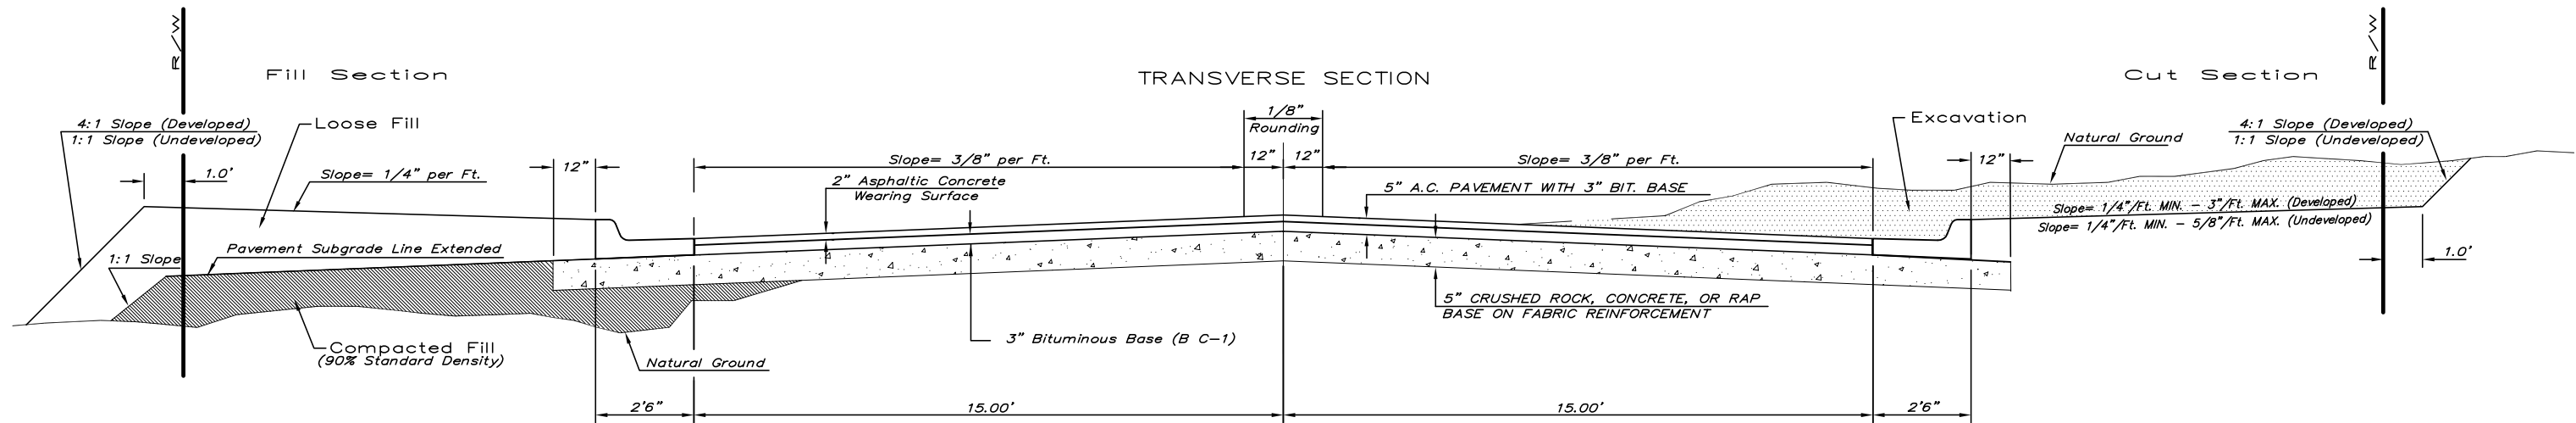 R/W
R/W
Fill Section
TRANSVERSE SECTION
Cut Section
4:1 Slope (Developed)
1:1 Slope (Undeveloped)
Loose Fill
1/8"
Rounding
Excavation
Natural Ground
4:1 Slope (Developed)
1:1 Slope (Undeveloped)
1.0'
Slope= 1/4" per Ft.
12"
Slope= 3/8" per Ft.
12"
12"
Slope= 3/8" per Ft.
12"
2" Asphaltic Concrete
Wearing Surface
5" A.C. PAVEMENT WITH 3" BIT. BASE
Slope= 1/4"/Ft. MIN. - 3"/Ft. MAX. (Developed)
Slope= 1/4"/Ft. MIN. - 5/8"/Ft. MAX. (Undeveloped)
Pavement Subgrade Line Extended
1:1 Slope
1.0'
5" CRUSHED ROCK, CONCRETE, OR RAP
BASE ON FABRIC REINFORCEMENT
3" Bituminous Base (B C-1)
Compacted Fill
(90% Standard Density)
Natural Ground
2'6"
15.00'
15.00'
2'6"